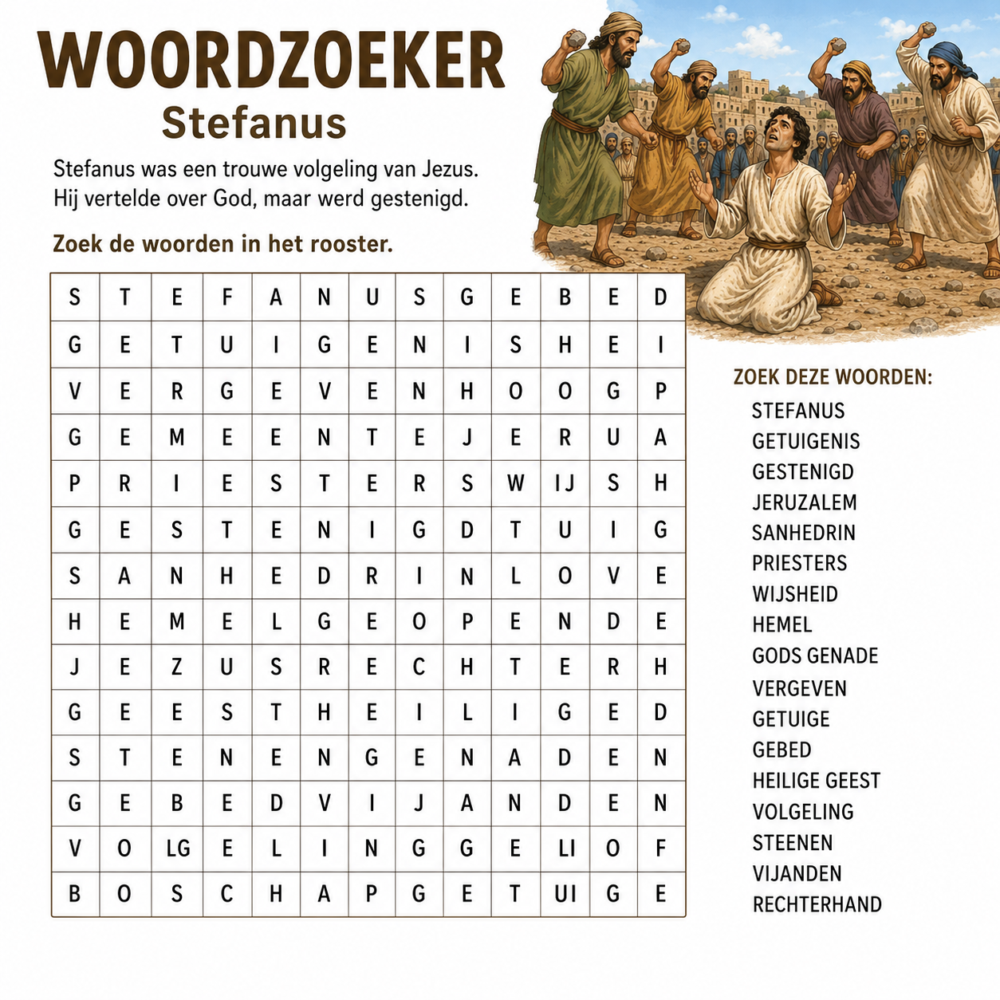 WOORDZOEKER
Stefanus
Stefanus was een trouwe volgeling van Jezus.
Hij vertelde over God, maar werd gestenigd.
Zoek de woorden in het rooster.
S T E F A N U S G E B E D
G E T U I G E N I S H E I
V E R G E V E N H O O G P
G E M E E N T E J E R U A
P R I E S T E R S W IJ S H
G E S T E N I G D T U I G
S A N H E D R I N L O V E
H E M E L G E O P E N D E
J E Z U S R E C H T E R H
G E E S T H E I L I G E D
S T E N E N G E N A D E N
G E B E D V I J A N D E N
V O LG E L I N G G E LI O F
B O S C H A P G E T UI G E
ZOEK DEZE WOORDEN:
STEFANUS
GETUIGENIS
GESTENIGD
JERUZALEM
SANHEDRIN
PRIESTERS
WIJSHEID
HEMEL
GODS GENADE
VERGEVEN
GETUIGE
GEBED
HEILIGE GEEST
VOLGELING
STEENEN
VIJANDEN
RECHTERHAND